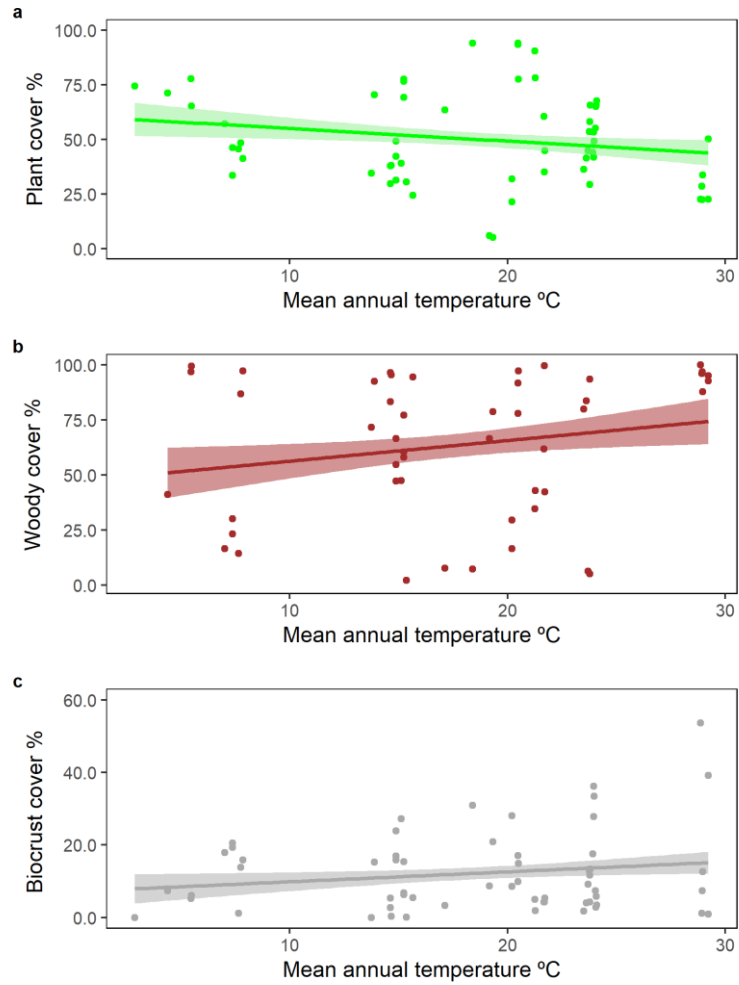 a
100.0
75.0
50.0
25.0
0.0
Plant cover %
10
20
30
Mean annual temperature ºC
b
100.0
75.0
50.0
25.0
0.0
Woody cover %
10
20
30
Mean annual temperature ºC
c
60.0
40.0
20.0
0.0
Biocrust cover %
10
20
30
Mean annual temperature ºC